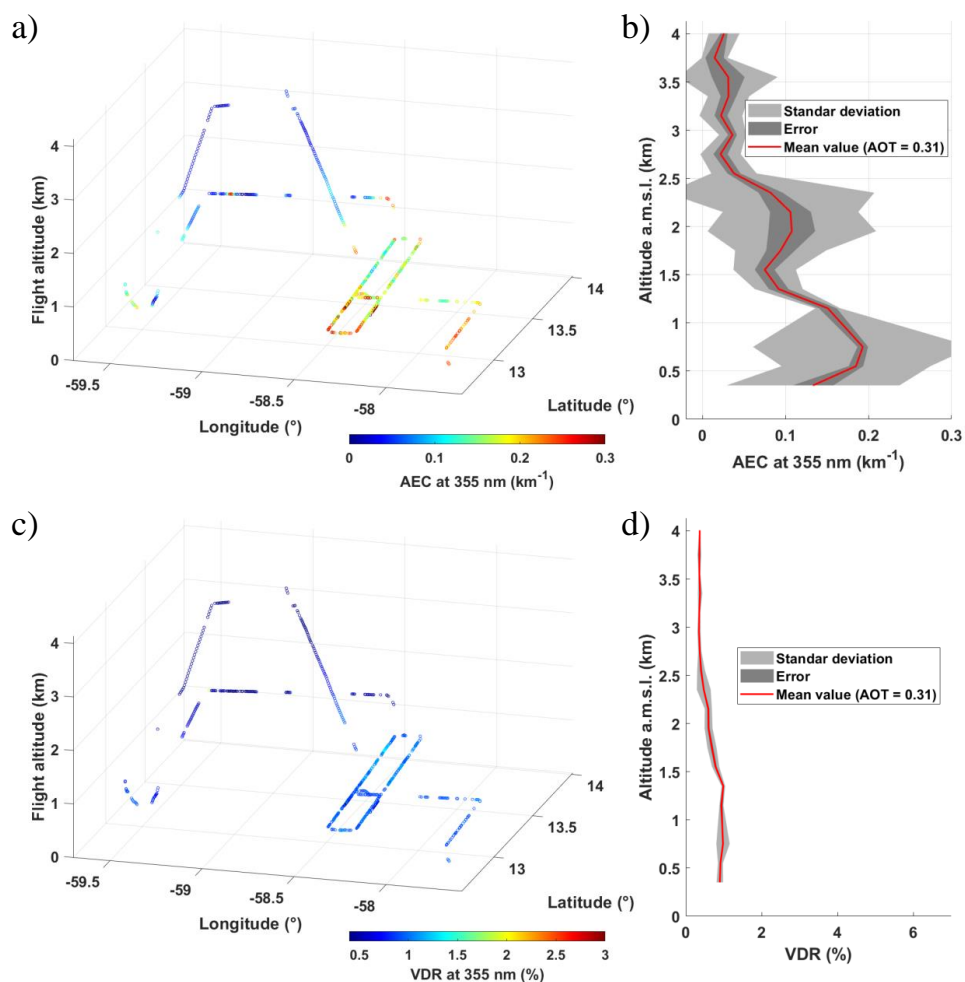 a)
4
3
2
1
0
Flight altitude (km)
-59.5
-59
-58.5
-58
Longitude (°)
13
13.5
14
Latitude (°)
0
0.1
0.2
0.3
AEC at 355 nm (km-1)
b)
4
3.5
3
2.5
2
1.5
1
0.5
0
Altitude a.m.s.l. (km)
Standar deviation
Error
Mean value (AOT = 0.31)
0
0.1
0.2
0.3
AEC at 355 nm (km-1)
c)
4
3
2
1
0
Flight altitude (km)
-59.5
-59
-58.5
-58
Longitude (°)
13
13.5
14
Latitude (°)
0.5
1
1.5
2
2.5
3
VDR at 355 nm (%)
d)
4
3.5
3
2.5
2
1.5
1
0.5
0
Altitude a.m.s.l. (km)
Standar deviation
Error
Mean value (AOT = 0.31)
0
2
4
6
VDR (%)